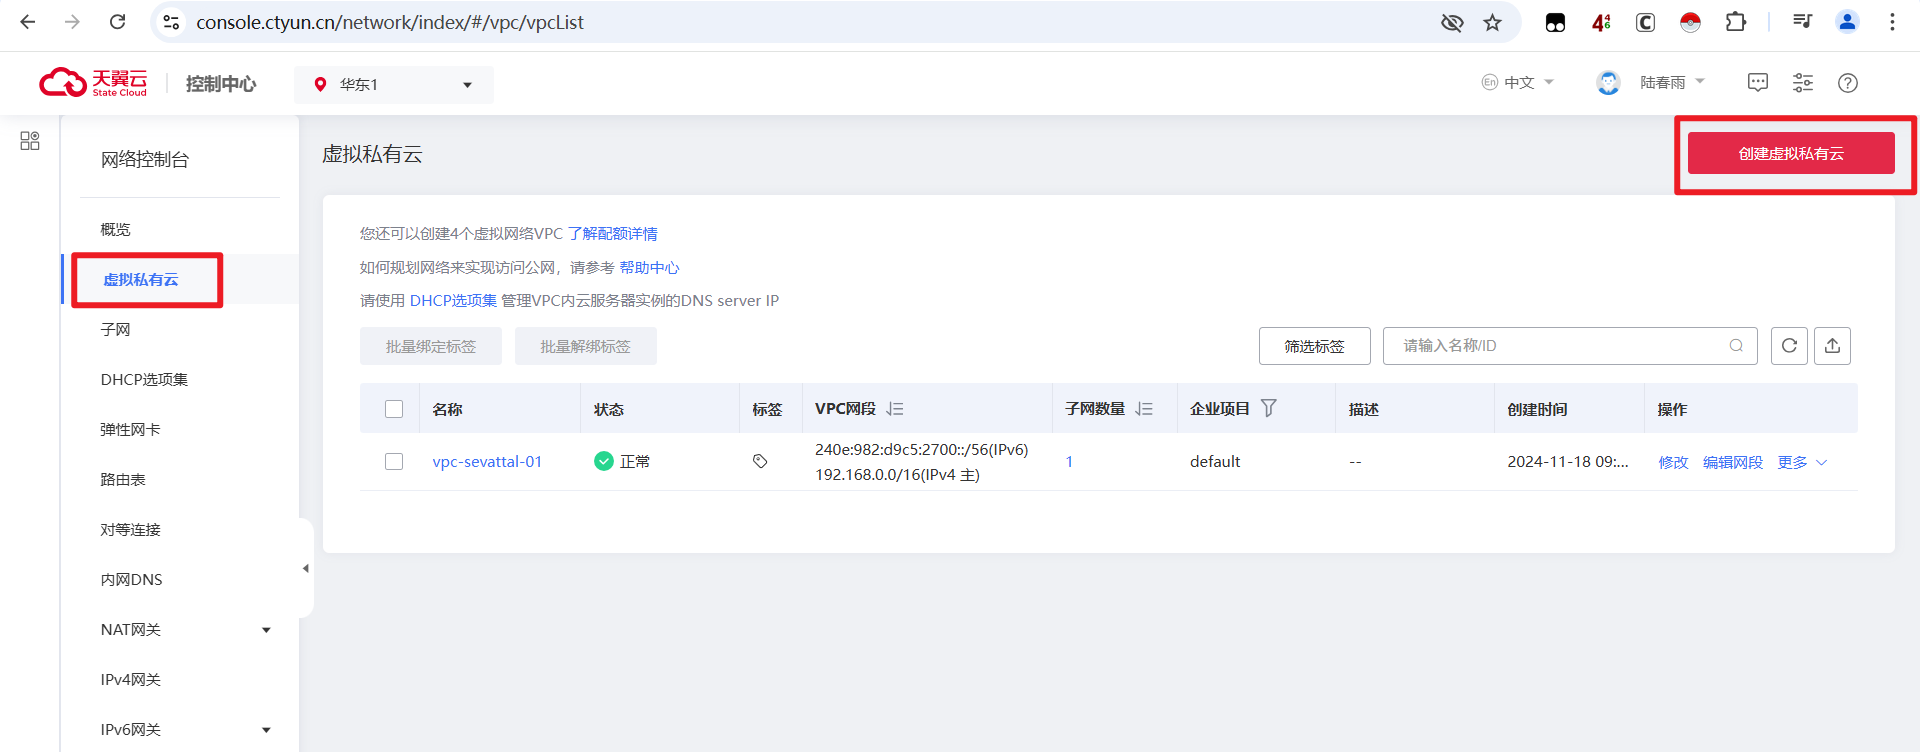 console.ctyun.cn/network/index/#/vpc/vpcList
天翼云
State Cloud
控制中心
华东1
En 中文
陆春雨
网络控制台
概览
虚拟私有云
子网
DHCP选项集
弹性网卡
路由表
对等连接
内网DNS
NAT网关
IPv4网关
IPv6网关
虚拟私有云
创建虚拟私有云
您还可以创建4个虚拟网络VPC 了解配额详情
如何规划网络来实现访问公网，请参考 帮助中心
请使用 DHCP选项集 管理VPC内云服务器实例的DNS server IP
批量绑定标签 批量解绑标签 筛选标签 请输入名称/ID
名称 状态 标签 VPC网段 子网数量 企业项目 描述 创建时间 操作
vpc-sevattal-01 正常 240e:982:d9c5:2700::/56(IPv6)
192.168.0.0/16(IPv4 主) 1 default -- 2024-11-18 09:... 修改 编辑网段 更多